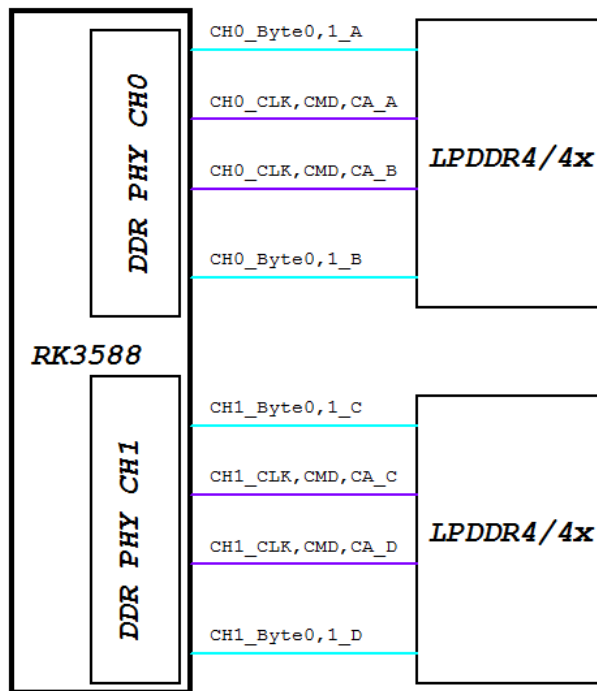 CH0_Byte0,1_A
CH0_CLK,CMD,CA_A
CH0_CLK,CMD,CA_B
CH0_Byte0,1_B
DDR PHY CH0
LPDDR4/4x
RK3588
CH1_Byte0,1_C
CH1_CLK,CMD,CA_C
CH1_CLK,CMD,CA_D
CH1_Byte0,1_D
DDR PHY CH1
LPDDR4/4x